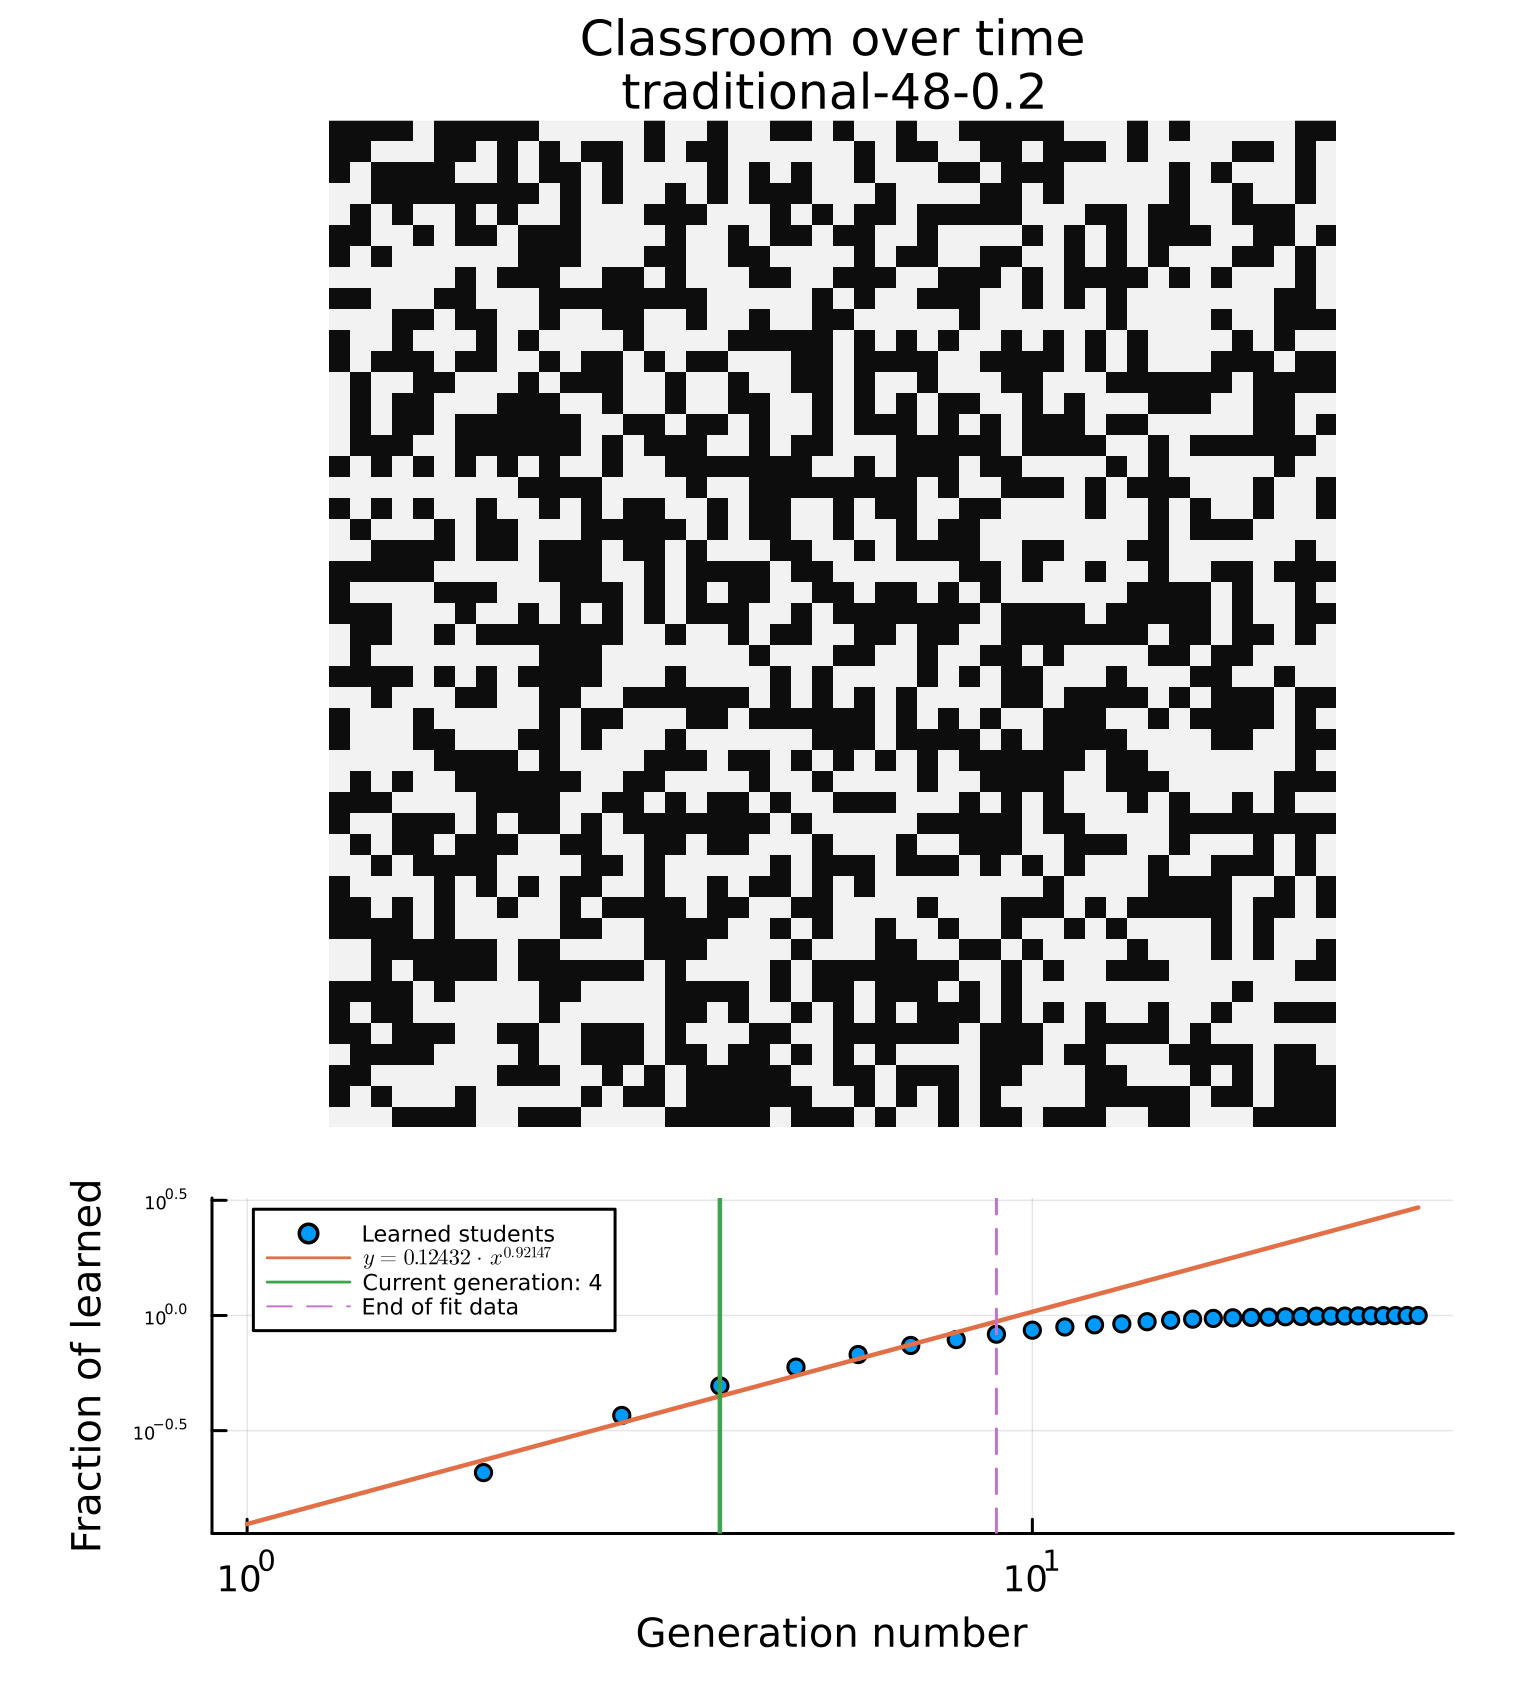 Classroom over time
traditional-48-0.2
Fraction of learned
10^0.5
10^0.0
10^−0.5
Learned students
y = 0.12432 · x^0.92147
Current generation: 4
End of fit data
10^0
10^1
Generation number